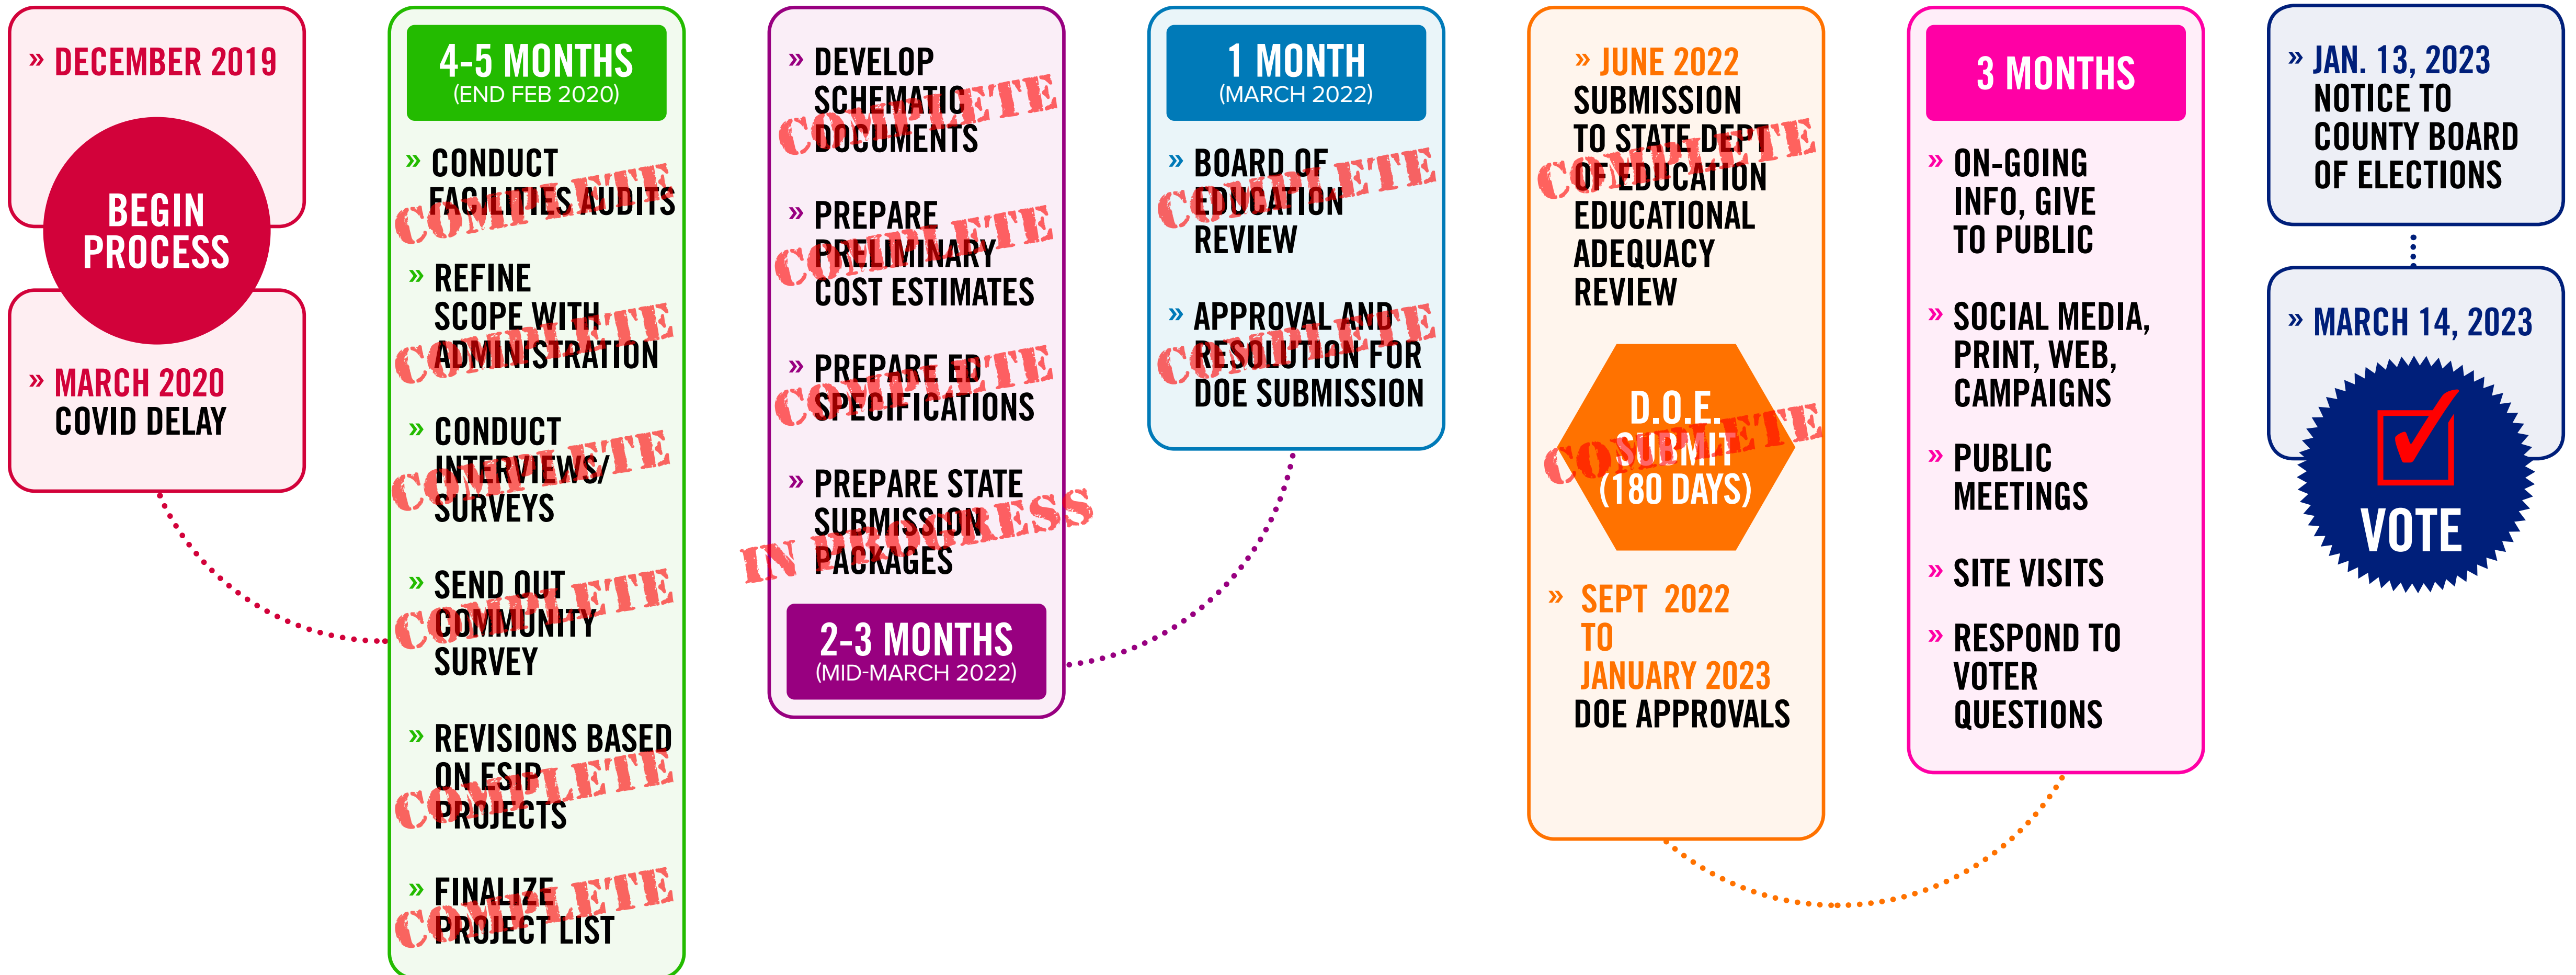 » DECEMBER 2019
BEGIN
PROCESS
» MARCH 2020
COVID DELAY
4-5 MONTHS
(END FEB 2020)
» CONDUCT
FACILITIES AUDITS
COMPLETE
» REFINE
SCOPE WITH
ADMINISTRATION
COMPLETE
» CONDUCT
INTERVIEWS/
SURVEYS
COMPLETE
» SEND OUT
COMMUNITY
SURVEY
COMPLETE
» REVISIONS BASED
ON ESIP
PROJECTS
COMPLETE
» FINALIZE
PROJECT LIST
COMPLETE
» DEVELOP
SCHEMATIC
DOCUMENTS
COMPLETE
» PREPARE
PRELIMINARY
COST ESTIMATES
COMPLETE
» PREPARE ED
SPECIFICATIONS
COMPLETE
» PREPARE STATE
SUBMISSION
PACKAGES
IN PROGRESS
2-3 MONTHS
(MID-MARCH 2022)
1 MONTH
(MARCH 2022)
» BOARD OF
EDUCATION
REVIEW
COMPLETE
» APPROVAL AND
RESOLUTION FOR
DOE SUBMISSION
COMPLETE
» JUNE 2022
SUBMISSION
TO STATE DEPT
OF EDUCATION
EDUCATIONAL
ADEQUACY
REVIEW
COMPLETE
D.O.E.
SUBMIT
(180 DAYS)
COMPLETE
» SEPT 2022
TO
JANUARY 2023
DOE APPROVALS
3 MONTHS
» ON-GOING
INFO, GIVE
TO PUBLIC
» SOCIAL MEDIA,
PRINT, WEB,
CAMPAIGNS
» PUBLIC
MEETINGS
» SITE VISITS
» RESPOND TO
VOTER
QUESTIONS
» JAN. 13, 2023
NOTICE TO
COUNTY BOARD
OF ELECTIONS
» MARCH 14, 2023
VOTE